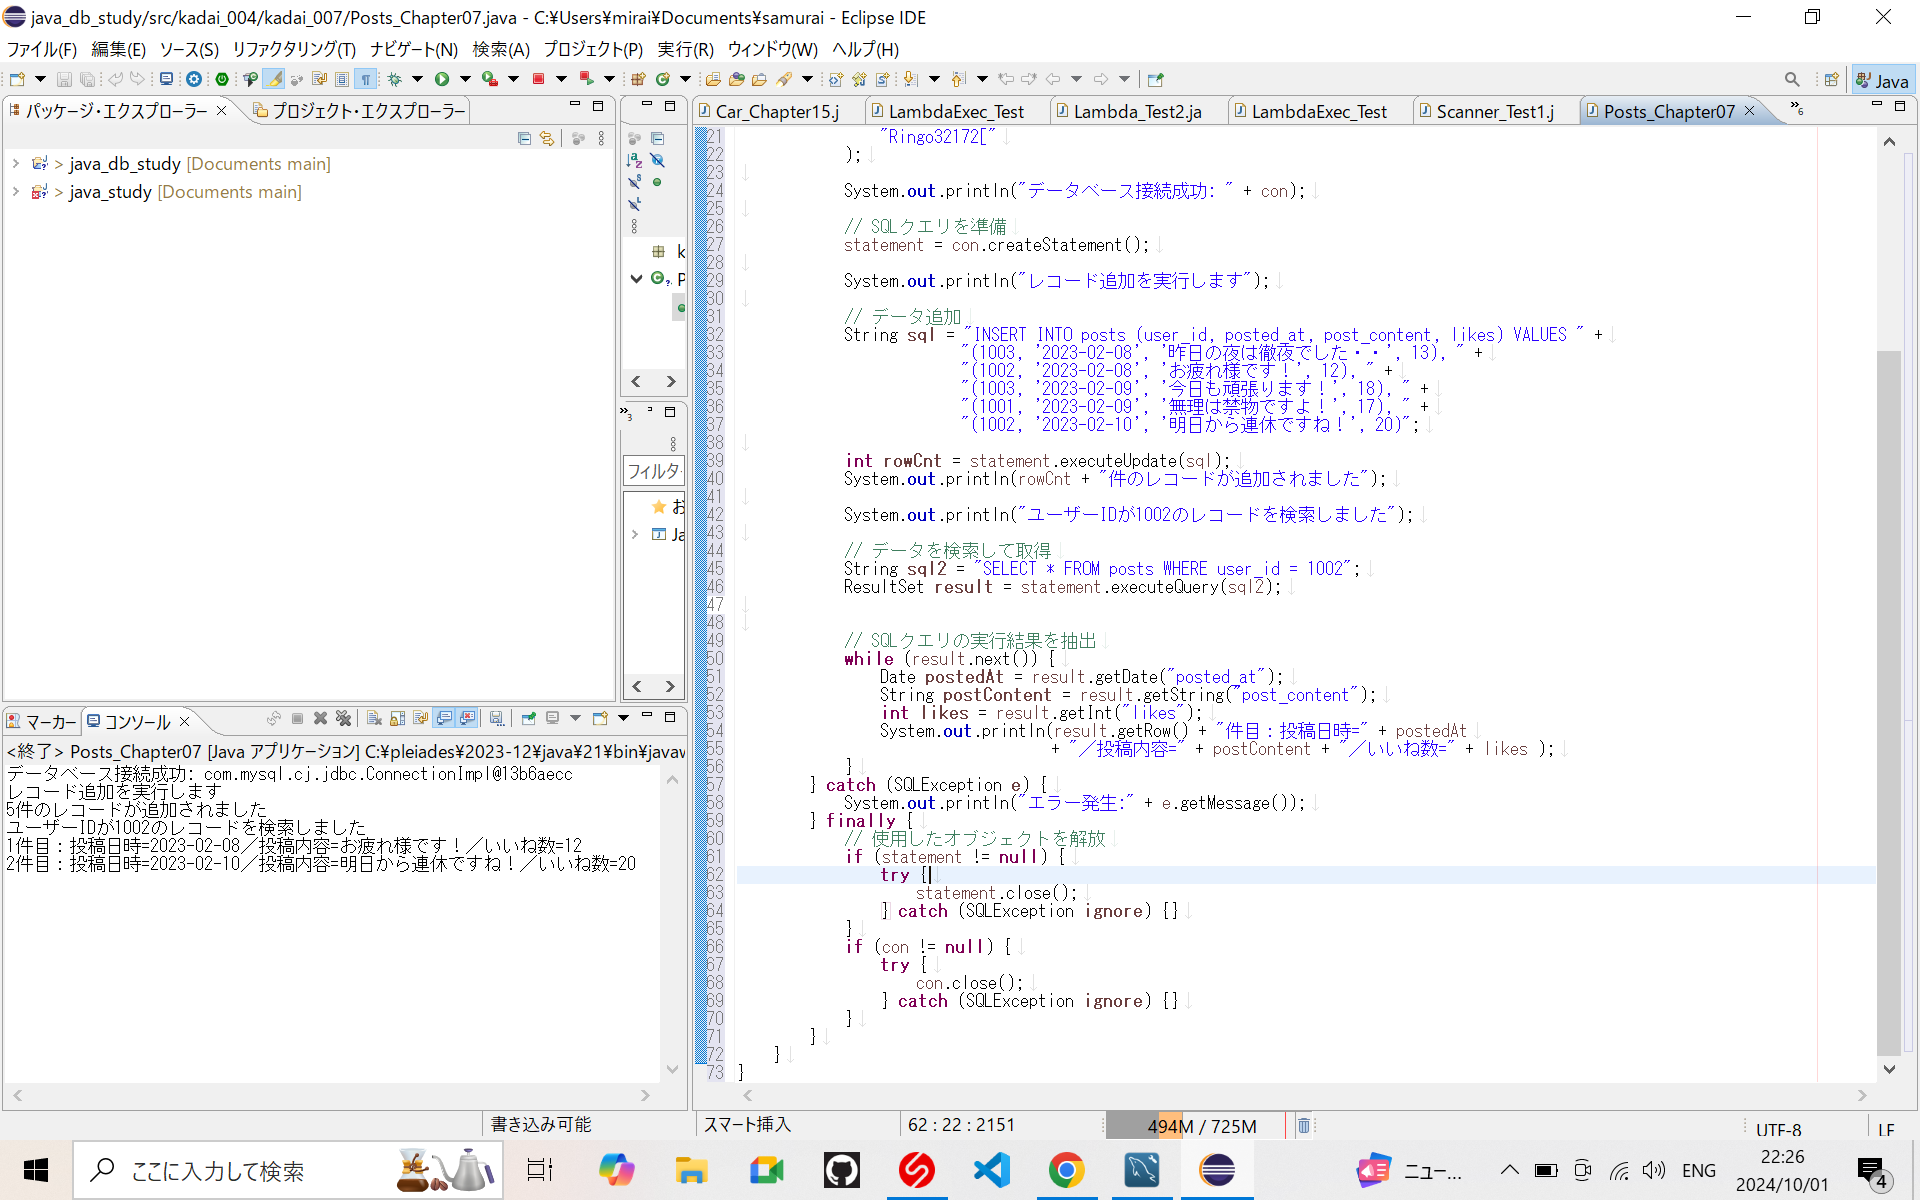 java_db_study/src/kadai_004/kadai_007/Posts_Chapter07.java - C:¥Users¥mirai¥Documents¥samurai - Eclipse IDE
ファイル(F) 編集(E) ソース(S) リファクタリング(T) ナビゲート(N) 検索(A) プロジェクト(P) 実行(R) ウィンドウ(W) ヘルプ(H)
Java
パッケージ・エクスプローラー
プロジェクト・エクスプローラー
> java_db_study [Documents main]
> java_study [Documents main]
k
P
フィルタ
お
Ja
Car_Chapter15.j
LambdaExec_Test
Lambda_Test2.ja
LambdaExec_Test
Scanner_Test1.j
Posts_Chapter07
»6
21 "Ringo32172["
22 );
23
24 System.out.println("データベース接続成功: " + con);
25
26 // SQLクエリを準備
27 statement = con.createStatement();
28
29 System.out.println("レコード追加を実行します");
30
31 // データ追加
32 String sql = "INSERT INTO posts (user_id, posted_at, post_content, likes) VALUES " +
33 "(1003, '2023-02-08', '昨日の夜は徹夜でした・・', 13), " +
34 "(1002, '2023-02-08', 'お疲れ様です！', 12), " +
35 "(1003, '2023-02-09', '今日も頑張ります！', 18), " +
36 "(1001, '2023-02-09', '無理は禁物ですよ！', 17), " +
37 "(1002, '2023-02-10', '明日から連休ですね！', 20)";
38
39 int rowCnt = statement.executeUpdate(sql);
40 System.out.println(rowCnt + "件のレコードが追加されました");
41
42 System.out.println("ユーザーIDが1002のレコードを検索しました");
43
44 // データを検索して取得
45 String sql2 = "SELECT * FROM posts WHERE user_id = 1002";
46 ResultSet result = statement.executeQuery(sql2);
47
48
49 // SQLクエリの実行結果を抽出
50 while (result.next()) {
51 Date postedAt = result.getDate("posted_at");
52 String postContent = result.getString("post_content");
53 int likes = result.getInt("likes");
54 System.out.println(result.getRow() + "件目：投稿日時=" + postedAt
55 + "／投稿内容=" + postContent + "／いいね数=" + likes );
56 }
57 } catch (SQLException e) {
58 System.out.println("エラー発生:" + e.getMessage());
59 } finally {
60 // 使用したオブジェクトを解放
61 if (statement != null) {
62 try {
63 statement.close();
64 } catch (SQLException ignore) {}
65 }
66 if (con != null) {
67 try {
68 con.close();
69 } catch (SQLException ignore) {}
70 }
71 }
72 }
73 }
マーカー
コンソール
<終了> Posts_Chapter07 [Java アプリケーション] C:¥pleiades¥2023-12¥java¥21¥bin¥javaw
データベース接続成功: com.mysql.cj.jdbc.ConnectionImpl@13b6aecc
レコード追加を実行します
5件のレコードが追加されました
ユーザーIDが1002のレコードを検索しました
1件目：投稿日時=2023-02-08／投稿内容=お疲れ様です！／いいね数=12
2件目：投稿日時=2023-02-10／投稿内容=明日から連休ですね！／いいね数=20
書き込み可能
スマート挿入
62 : 22 : 2151
494M / 725M
UTF-8
LF
ここに入力して検索
ニュー...
ENG
22:26
2024/10/01
4